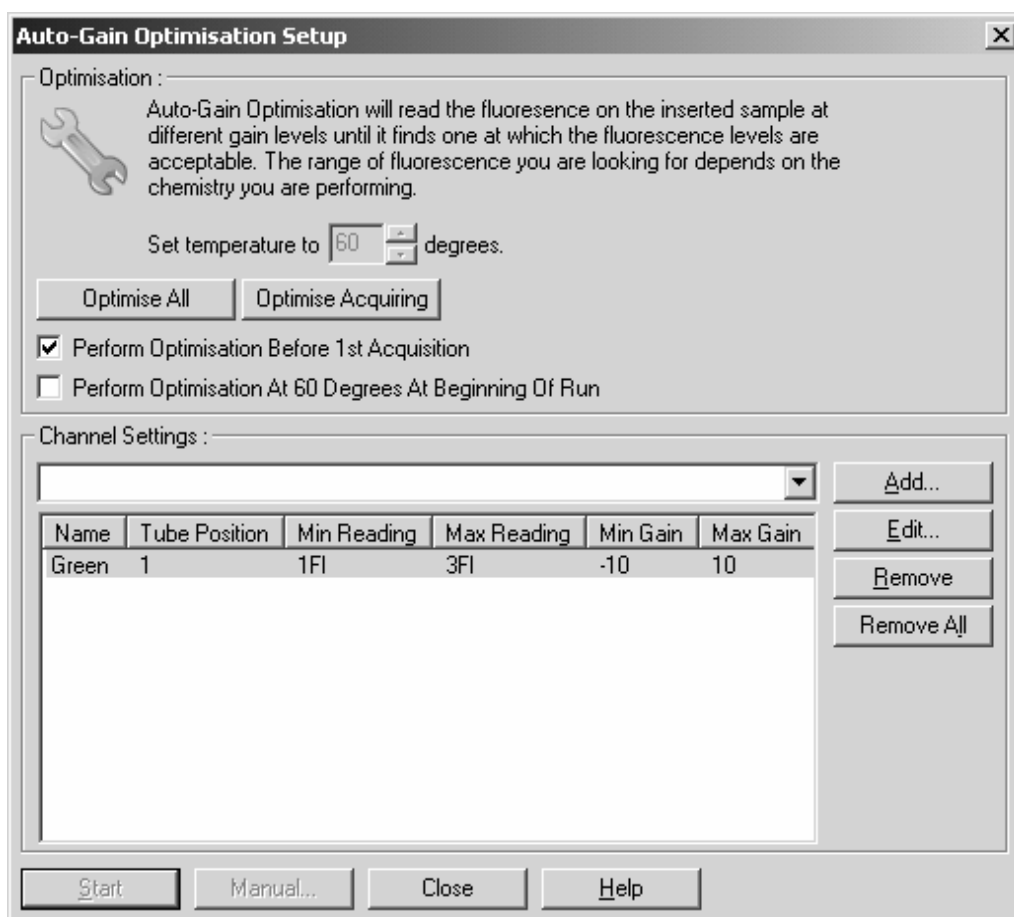 Auto-Gain Optimisation Setup
Optimisation :
Auto-Gain Optimisation will read the fluoresence on the inserted sample at
different gain levels until it finds one at which the fluorescence levels are
acceptable. The range of fluorescence you are looking for depends on the
chemistry you are performing.
Set temperature to 60 degrees.
Optimise All Optimise Acquiring
Perform Optimisation Before 1st Acquisition
Perform Optimisation At 60 Degrees At Beginning Of Run
Channel Settings :
Add...
Name Tube Position Min Reading Max Reading Min Gain Max Gain
Edit...
Green 1 1Fl 3Fl -10 10
Remove
Remove All
Start Manual... Close Help